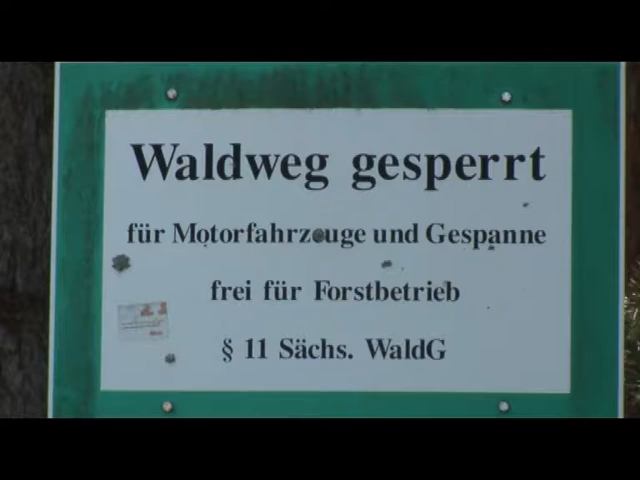 Waldweg gesperrt
für Motorfahrzeuge und Gespanne
frei für Forstbetrieb
§ 11 Sächs. WaldG